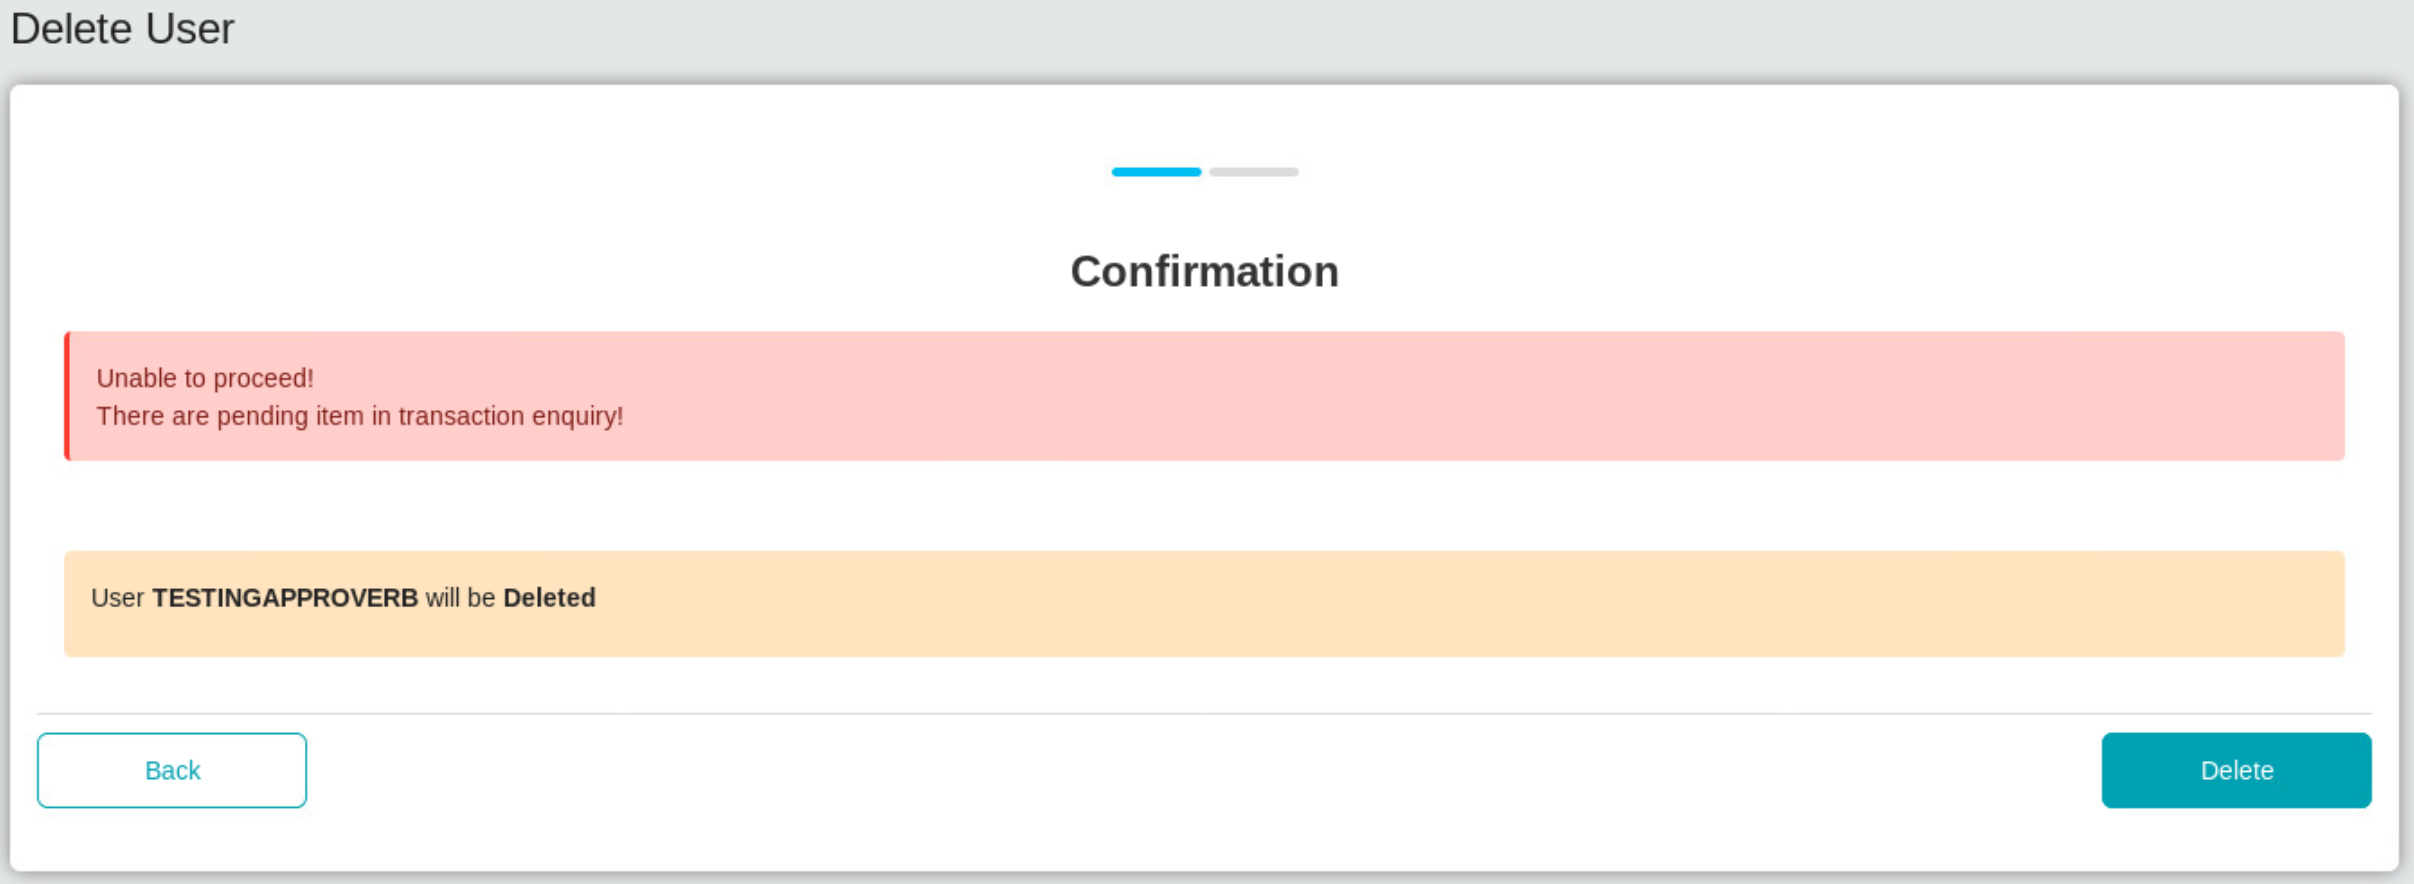 Delete User
Confirmation
Unable to proceed!
There are pending item in transaction enquiry!
User TESTINGAPPROVERB will be Deleted
Back
Delete